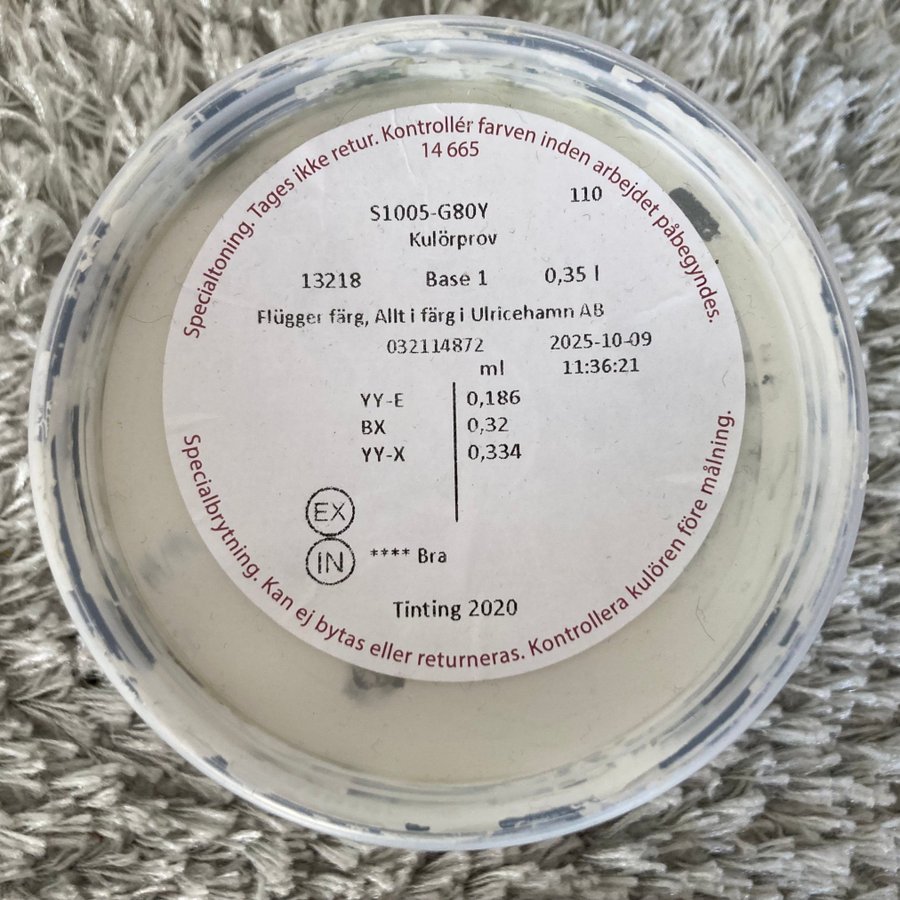 Specialtoning. Tages ikke retur. Kontrollér farven inden arbejdet påbegyndes.
14 665
110
S1005-G80Y
Kulörprov
13218 Base 1 0,35 l
Flügger färg, Allt i färg i Ulricehamn AB
032114872 2025-10-09
ml 11:36:21
YY-E 0,186
BX 0,32
YY-X 0,334
EX
IN **** Bra
Tinting 2020
Specialbrytning. Kan ej bytas eller returneras. Kontrollera kulören före målning.